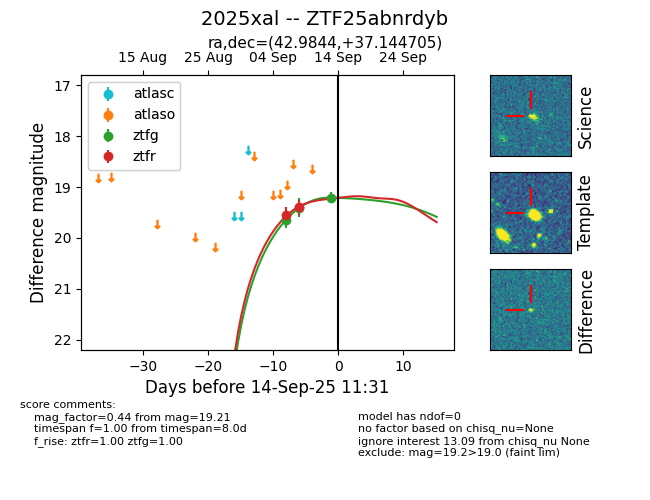 2025xal -- ZTF25abnrdyb
ra,dec=(42.9844,+37.144705)
15 Aug 25 Aug 04 Sep 14 Sep 24 Sep
atlasc
atlaso
ztfg
ztfr
17
18
19
20
21
22
Difference magnitude
−30 −20 −10 0 10
Days before 14-Sep-25 11:31
Science
Template
Difference
score comments:
mag_factor=0.44 from mag=19.21
timespan f=1.00 from timespan=8.0d
f_rise: ztfr=1.00 ztfg=1.00
model has ndof=0
no factor based on chisq_nu=None
ignore interest 13.09 from chisq_nu None
exclude: mag=19.2>19.0 (faint lim)